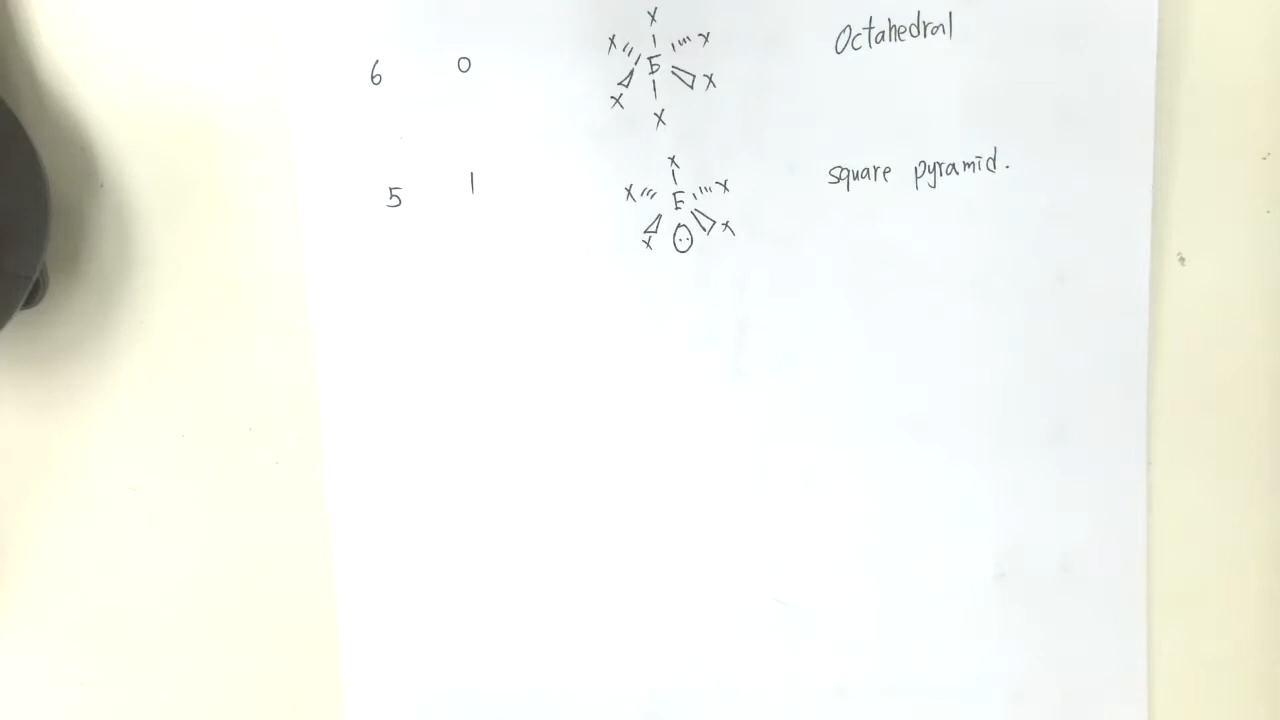 6 0 X X X E X X X Octahedral
5 1 X X X E X X square pyramid.